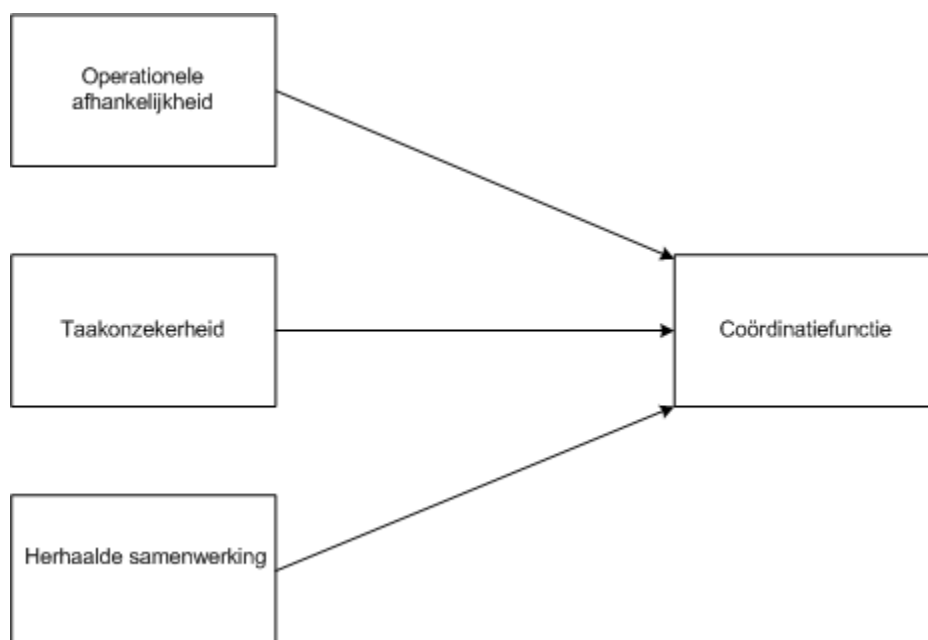 Operationele
afhankelijkheid
Taakonzekerheid
Coördinatiefunctie
Herhaalde samenwerking